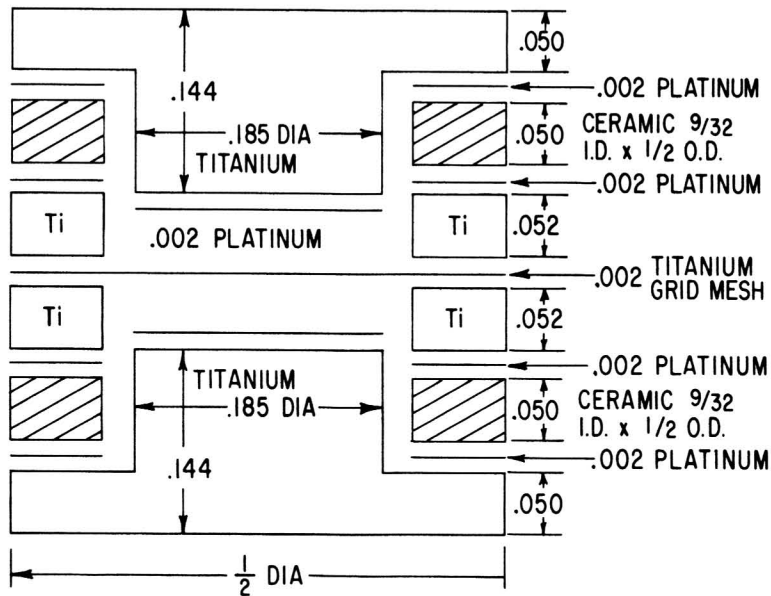 .050
.144
.002 PLATINUM
.185 DIA
TITANIUM
.050
CERAMIC 9/32
I.D. x 1/2 O.D.
.002 PLATINUM
Ti
.002 PLATINUM
Ti
.052
.002 TITANIUM
GRID MESH
Ti
Ti
.052
.002 PLATINUM
TITANIUM
.185 DIA
.050
CERAMIC 9/32
I.D. x 1/2 O.D.
.002 PLATINUM
.144
.050
1/2 DIA